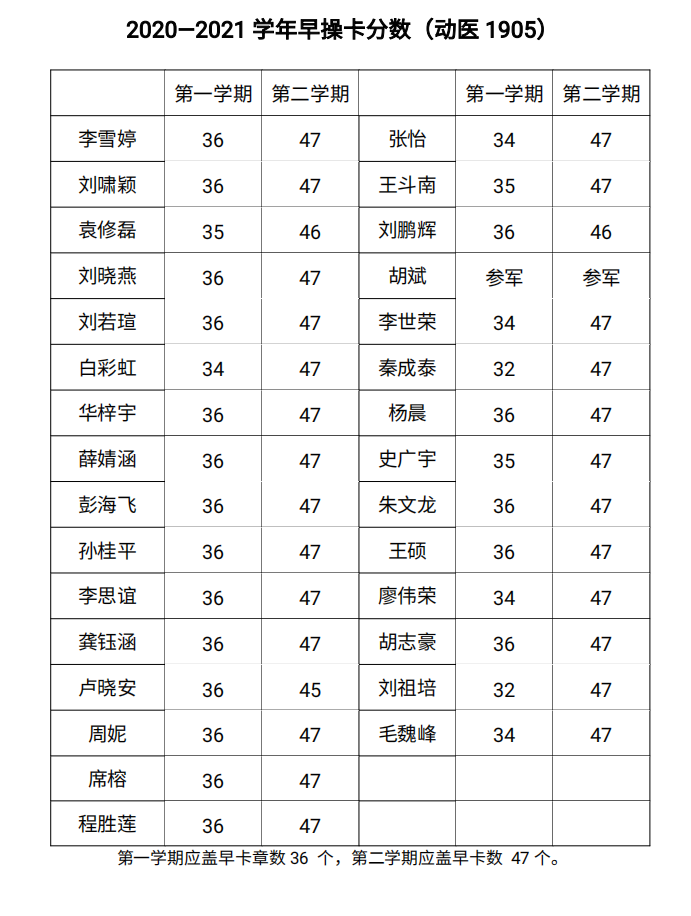 2020—2021 学年早操卡分数（动医 1905）
第一学期 第二学期 第一学期 第二学期
李雪婷 36 47 张怡 34 47
刘啸颖 36 47 王斗南 35 47
袁修磊 35 46 刘鹏辉 36 46
刘晓燕 36 47 胡斌 参军 参军
刘若瑄 36 47 李世荣 34 47
白彩虹 34 47 秦成泰 32 47
华梓宇 36 47 杨晨 36 47
薛婧涵 36 47 史广宇 35 47
彭海飞 36 47 朱文龙 36 47
孙桂平 36 47 王硕 36 47
李思谊 36 47 廖伟荣 34 47
龚钰涵 36 47 胡志豪 36 47
卢晓安 36 45 刘祖培 32 47
周妮 36 47 毛魏峰 34 47
席榕 36 47
程胜莲 36 47
第一学期应盖早卡章数 36 个，第二学期应盖早卡数 47 个。